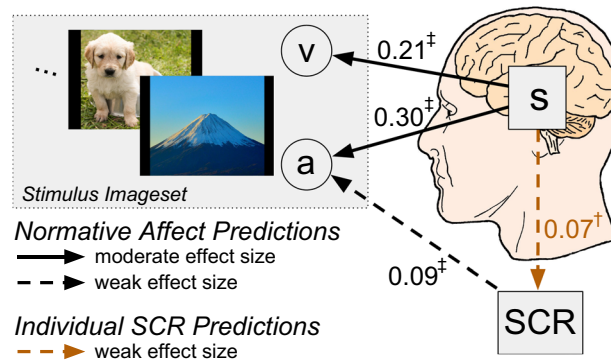 ...
v
0.21‡
s
0.30‡
a
Stimulus Imageset
Normative Affect Predictions
moderate effect size
weak effect size
0.09‡
0.07†
SCR
Individual SCR Predictions
weak effect size